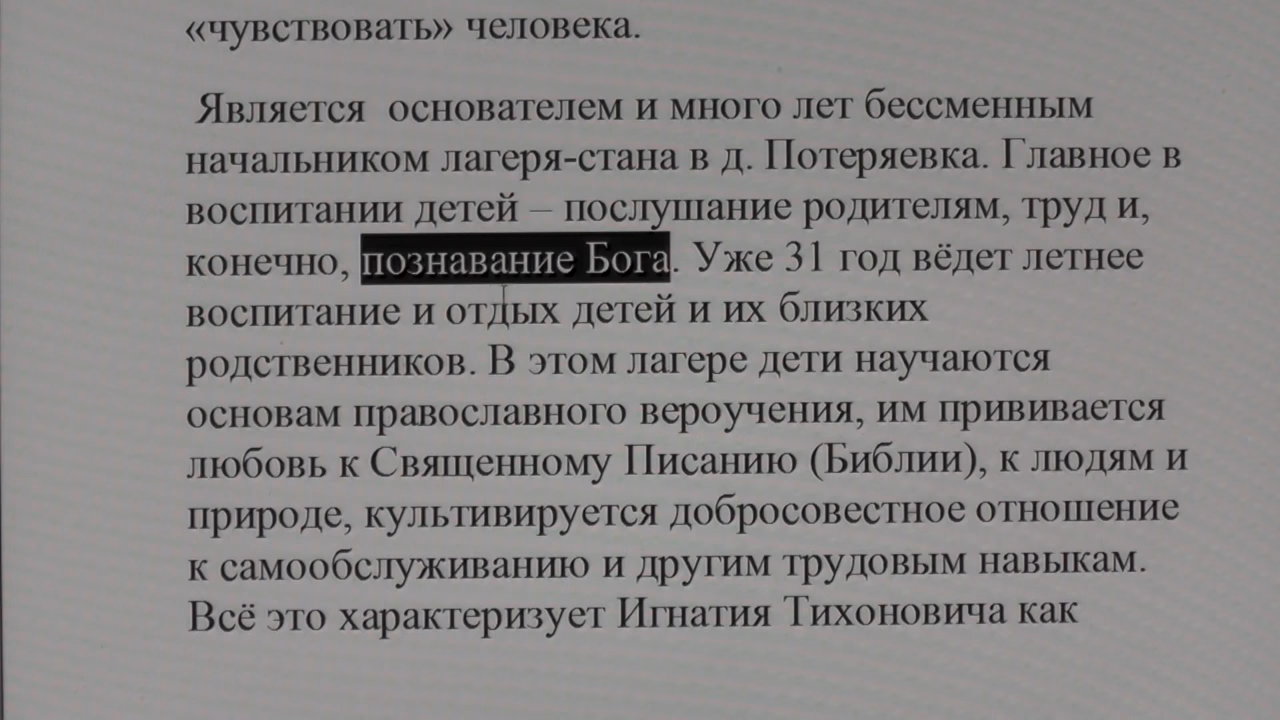 «чувствовать» человека.
Является основателем и много лет бессменным
начальником лагеря-стана в д. Потеряевка. Главное в
воспитании детей – послушание родителям, труд и,
конечно, познавание Бога. Уже 31 год вёдет летнее
воспитание и отдых детей и их близких
родственников. В этом лагере дети научаются
основам православного вероучения, им прививается
любовь к Священному Писанию (Библии), к людям и
природе, культивируется добросовестное отношение
к самообслуживанию и другим трудовым навыкам.
Всё это характеризует Игнатия Тихоновича как